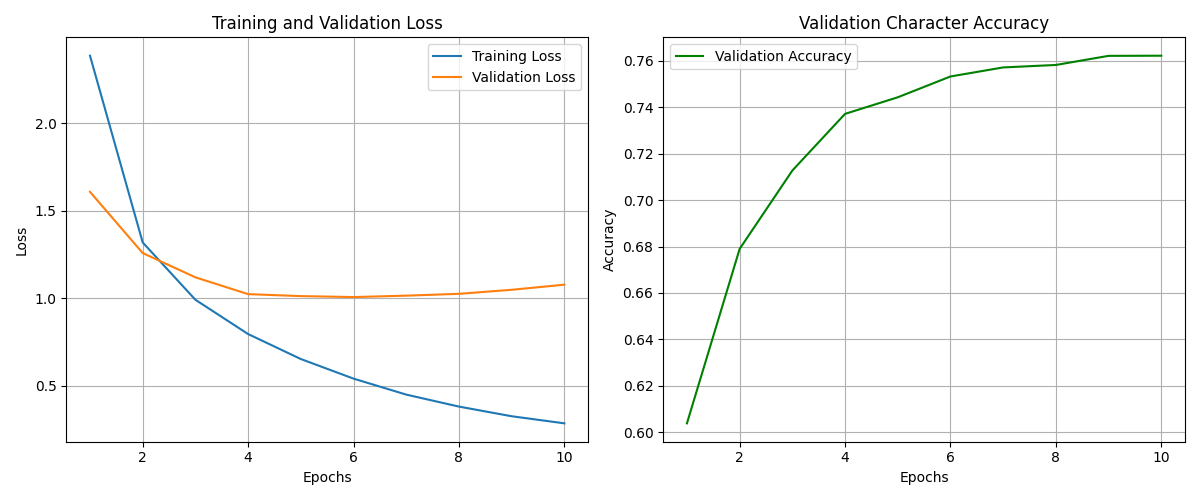 Training and Validation Loss
Training Loss
Validation Loss
2.0
1.5
1.0
0.5
Loss
2 4 6 8 10
Epochs
Validation Character Accuracy
Validation Accuracy
0.76
0.74
0.72
0.70
0.68
0.66
0.64
0.62
0.60
Accuracy
2 4 6 8 10
Epochs